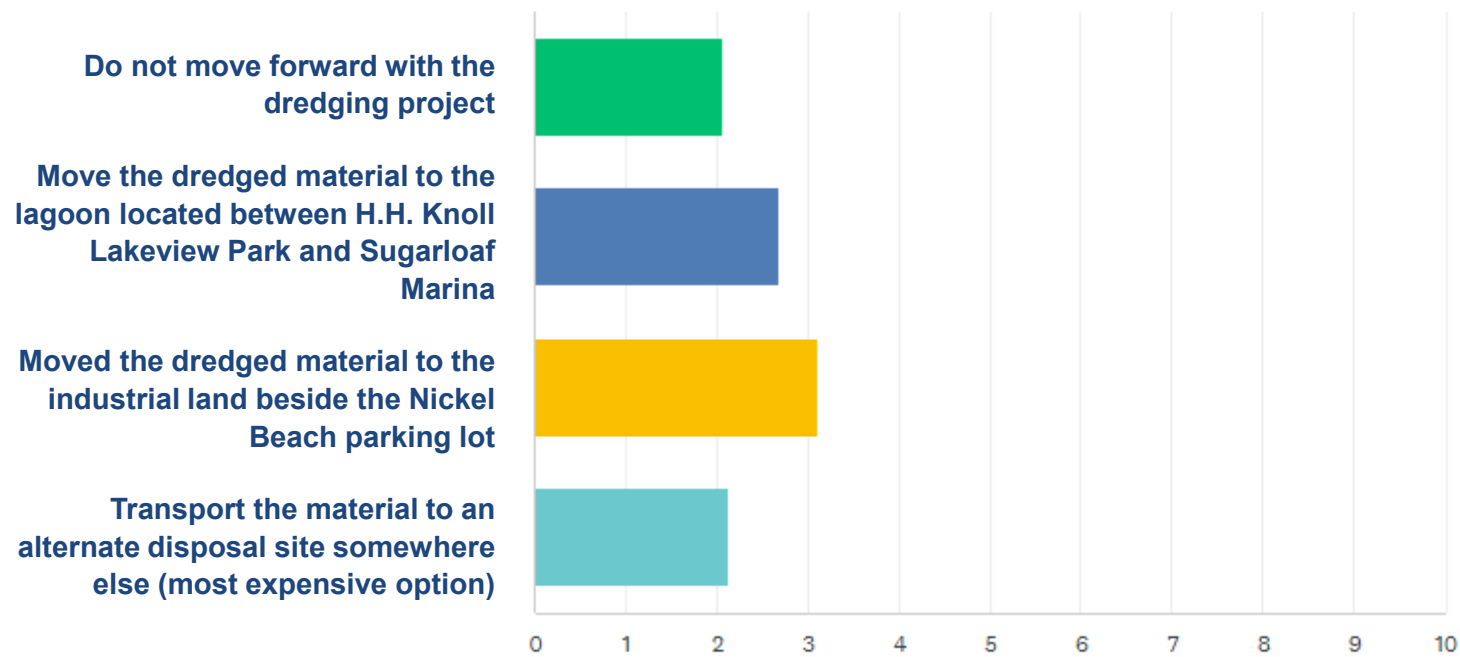 Do not move forward with the
dredging project
Move the dredged material to the
lagoon located between H.H. Knoll
Lakeview Park and Sugarloaf
Marina
Moved the dredged material to the
industrial land beside the Nickel
Beach parking lot
Transport the material to an
alternate disposal site somewhere
else (most expensive option)
0 1 2 3 4 5 6 7 8 9 10